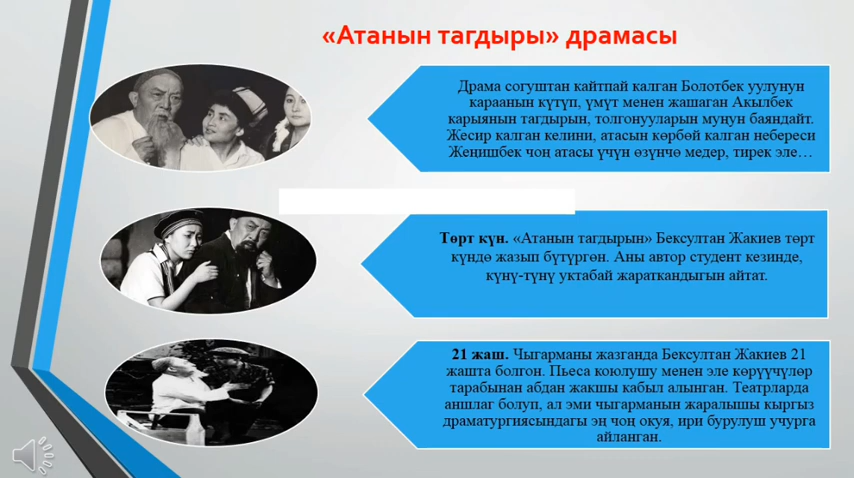 «Атанын тагдыры» драмасы
Драма согуштан кайтпай калган Болотбек уулунун
караанын күтүп, үмүт менен жашаган Акылбек
карыянын тагдырын, толгонууларын муңун баяндайт.
Жесир калган келини, атасын көрбөй калган небереси
Жеңишбек чоң атасы үчүн өзүнчө медер, тирек эле…
Төрт күн. «Атанын тагдырын» Бексултан Жакиев төрт
күндө жазып бүтүргөн. Аны автор студент кезинде,
күнү-түнү уктабай жараткандыгын айтат.
21 жаш. Чыгарманы жазганда Бексултан Жакиев 21
жашта болгон. Пьеса коюлушу менен эле көрүүчүлөр
тарабынан абдан жакшы кабыл алынган. Театрларда
аншлаг болуп, ал эми чыгарманын жаралышы кыргыз
драматургиясындагы эң чоң окуя, ири бурулуш учурга
айланган.